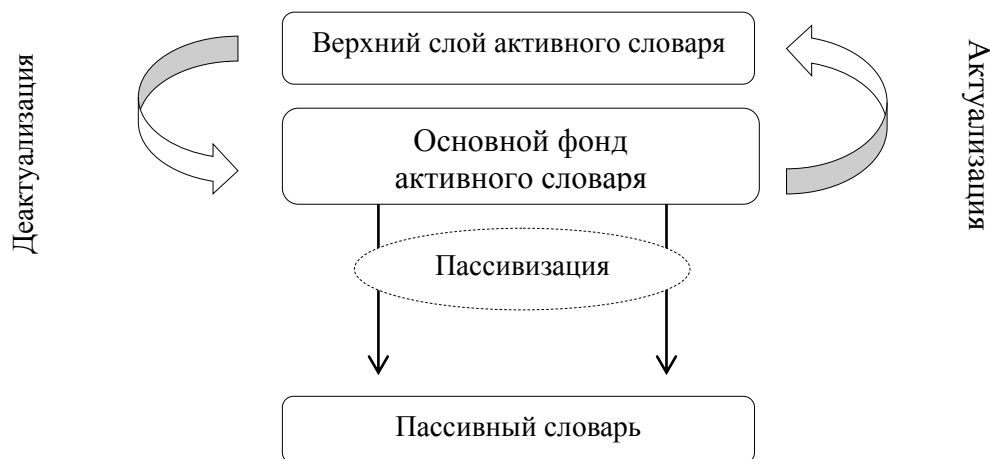 Верхний слой активного словаря
Деактуализация
Актуализация
Основной фонд
активного словаря
Пассивизация
Пассивный словарь